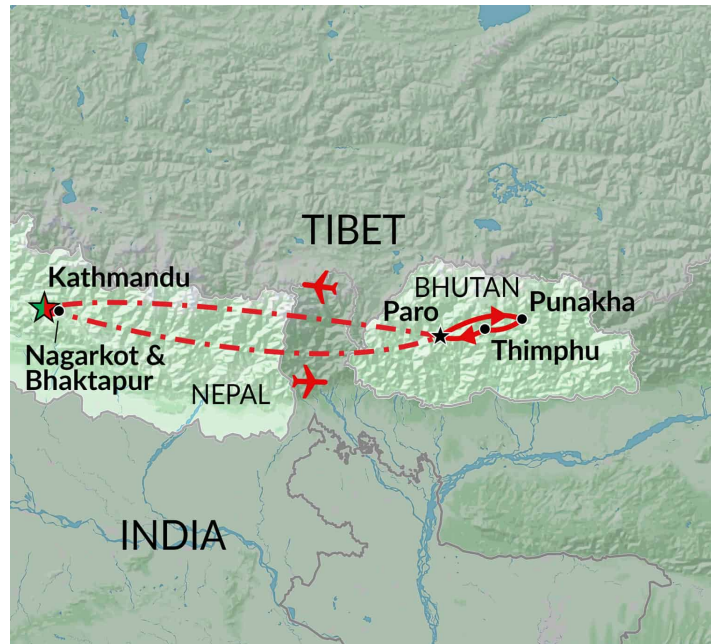 TIBET
Kathmandu
BHUTAN
Punakha
Paro
Nagarkot &
Bhaktapur
Thimphu
NEPAL
INDIA